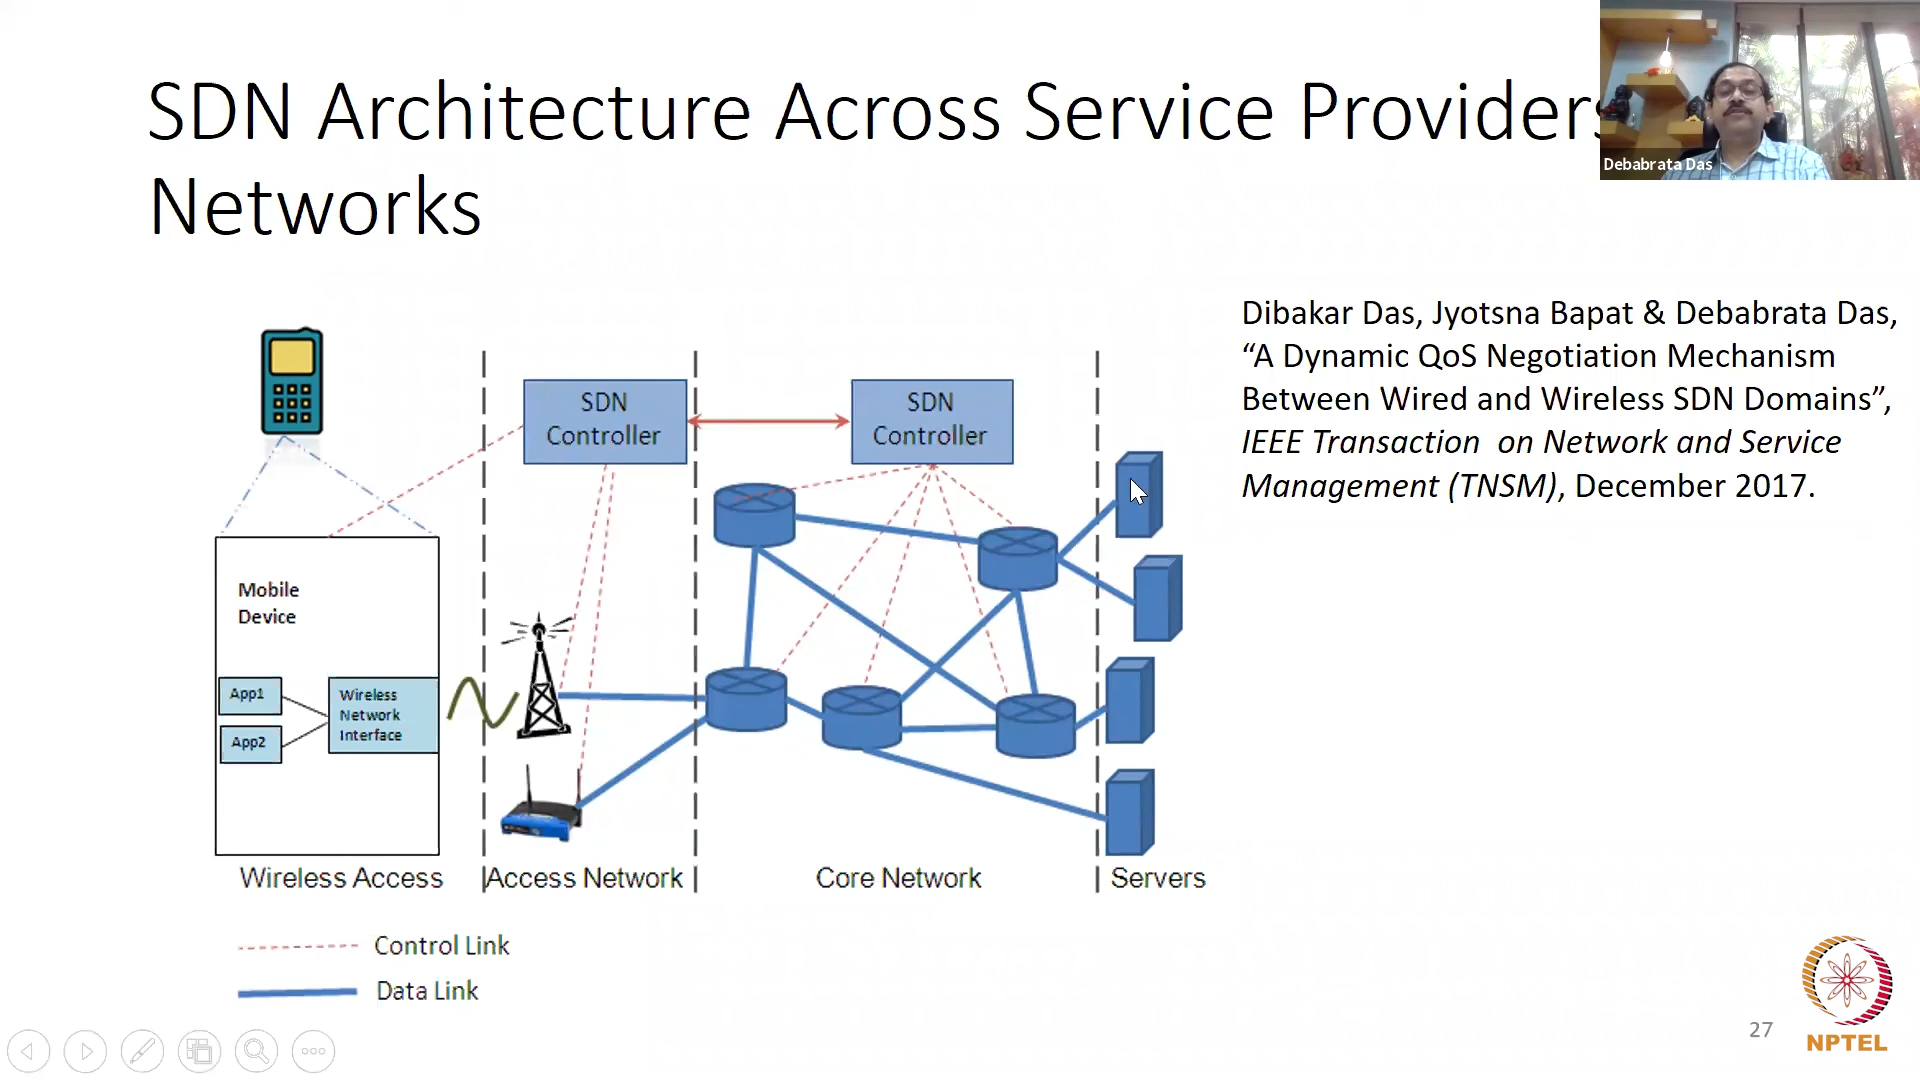 SDN Architecture Across Service Providers
Networks
Debabrata Das
Dibakar Das, Jyotsna Bapat & Debabrata Das,
“A Dynamic QoS Negotiation Mechanism
Between Wired and Wireless SDN Domains”,
IEEE Transaction on Network and Service
Management (TNSM), December 2017.
SDN
Controller
SDN
Controller
Mobile
Device
App1
App2
Wireless
Network
Interface
Wireless Access
Access Network
Core Network
Servers
Control Link
Data Link
27
NPTEL